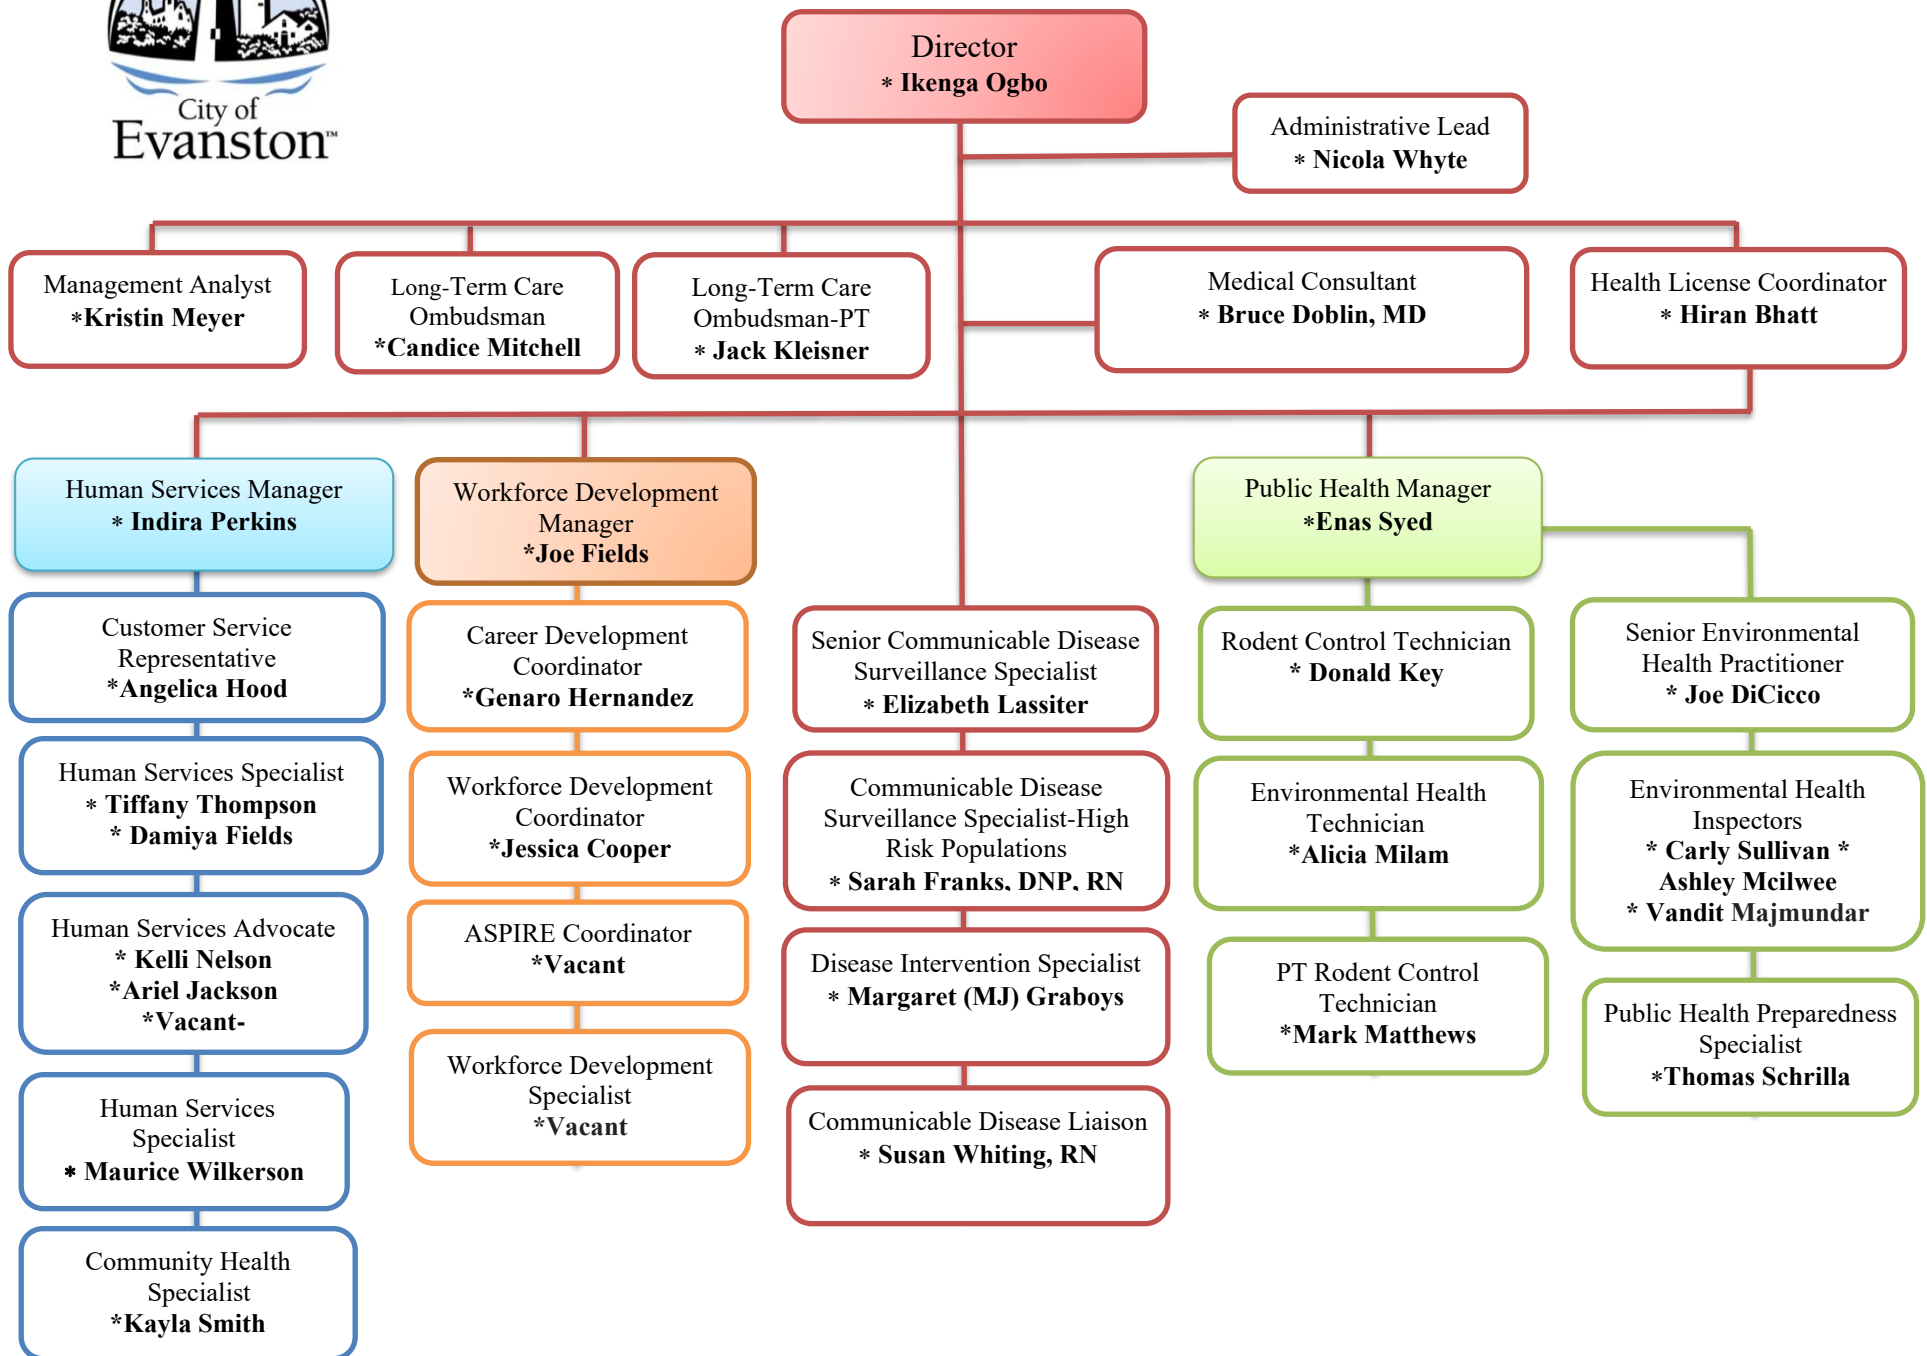 City of
Evanston™
Director
* Ikenga Ogbo
Administrative Lead
* Nicola Whyte
Management Analyst
*Kristin Meyer
Long-Term Care
Ombudsman
*Candice Mitchell
Long-Term Care
Ombudsman-PT
* Jack Kleisner
Medical Consultant
* Bruce Doblin, MD
Health License Coordinator
* Hiran Bhatt
Human Services Manager
* Indira Perkins
Workforce Development
Manager
*Joe Fields
Public Health Manager
*Enas Syed
Customer Service
Representative
*Angelica Hood
Human Services Specialist
* Tiffany Thompson
* Damiya Fields
Human Services Advocate
* Kelli Nelson
*Ariel Jackson
*Vacant-
Human Services
Specialist
* Maurice Wilkerson
Community Health
Specialist
*Kayla Smith
Career Development
Coordinator
*Genaro Hernandez
Workforce Development
Coordinator
*Jessica Cooper
ASPIRE Coordinator
*Vacant
Workforce Development
Specialist
*Vacant
Senior Communicable Disease
Surveillance Specialist
* Elizabeth Lassiter
Communicable Disease
Surveillance Specialist-High
Risk Populations
* Sarah Franks, DNP, RN
Disease Intervention Specialist
* Margaret (MJ) Graboys
Communicable Disease Liaison
* Susan Whiting, RN
Rodent Control Technician
* Donald Key
Environmental Health
Technician
*Alicia Milam
PT Rodent Control
Technician
*Mark Matthews
Senior Environmental
Health Practitioner
* Joe DiCicco
Environmental Health
Inspectors
* Carly Sullivan *
Ashley Mcilwee
* Vandit Majmundar
Public Health Preparedness
Specialist
*Thomas Schrilla